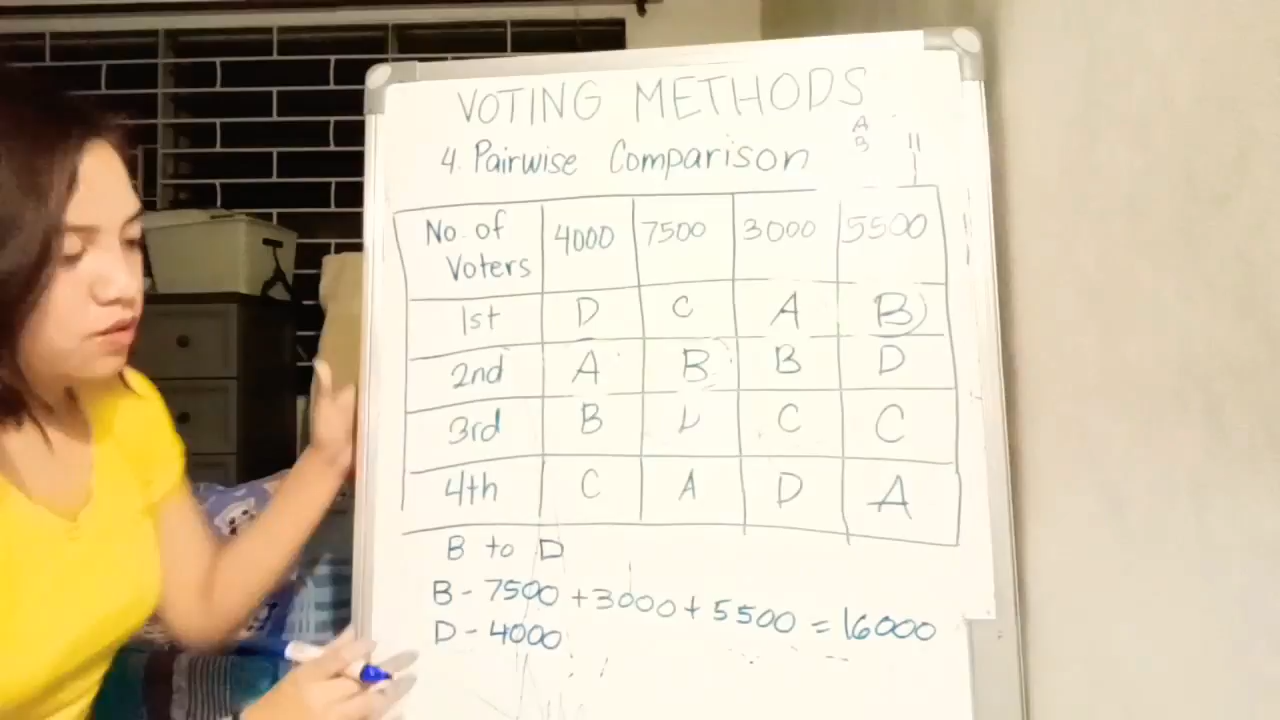 VOTING METHODS
4. Pairwise Comparison
A
B
No. of Voters 4000 7500 3000 5500
1st D C A B
2nd A B B D
3rd B D C C
4th C A D A
B to D
B - 7500 + 3000 + 5500 = 16000
D - 4000